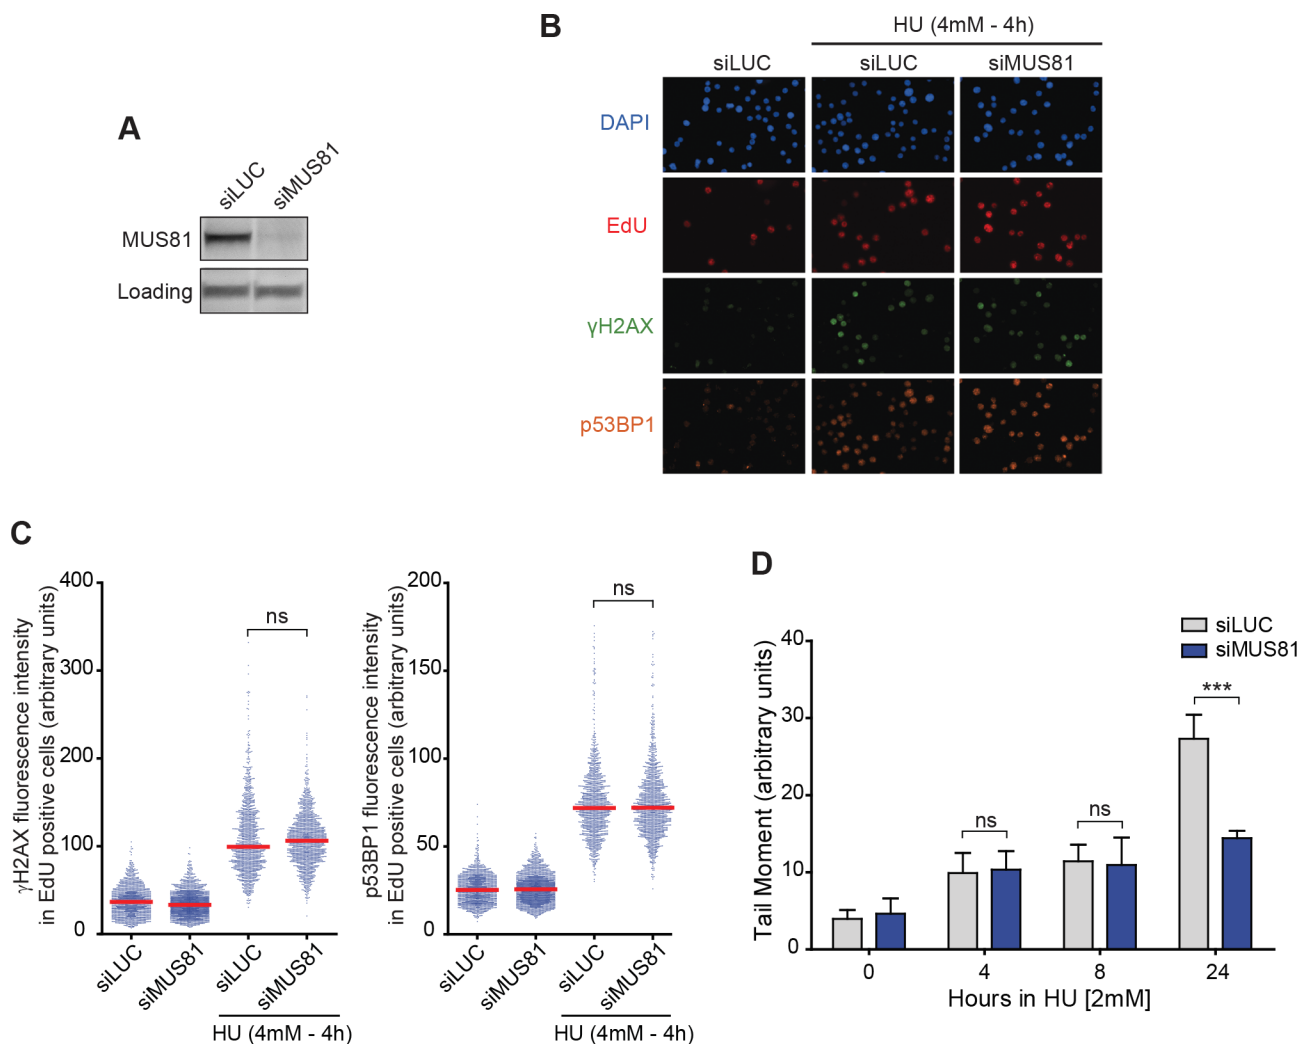 A
siLUC
siMUS81
MUS81
Loading
B
HU (4mM - 4h)
siLUC
siLUC
siMUS81
DAPI
EdU
γH2AX
p53BP1
C
γH2AX fluorescence intensity
in EdU positive cells (arbitrary units)
400
300
200
100
0
ns
siLUC
siMUS81
siLUC
siMUS81
HU (4mM - 4h)
p53BP1 fluorescence intensity
in EdU positive cells (arbitrary units)
200
150
100
50
0
ns
siLUC
siMUS81
siLUC
siMUS81
HU (4mM - 4h)
D
siLUC
siMUS81
Tail Moment (arbitrary units)
40
30
20
10
0
ns
ns
***
0
4
8
24
Hours in HU [2mM]